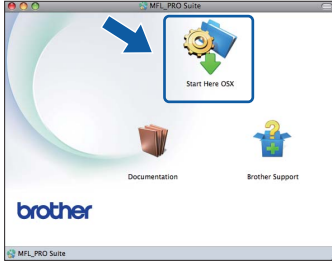 MFL_PRO Suite
Start Here OSX
Documentation
Brother Support
brother
MFL_PRO Suite